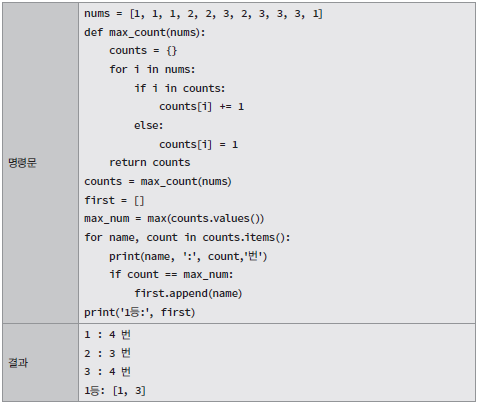 명령문
nums = [1, 1, 1, 2, 2, 3, 2, 3, 3, 3, 1]
def max_count(nums):
    counts = {}
    for i in nums:
        if i in counts:
            counts[i] += 1
        else:
            counts[i] = 1
    return counts
counts = max_count(nums)
first = []
max_num = max(counts.values())
for name, count in counts.items():
    print(name, ':', count,'번')
    if count == max_num:
        first.append(name)
print('1등:', first)
결과
1 : 4 번
2 : 3 번
3 : 4 번
1등: [1, 3]